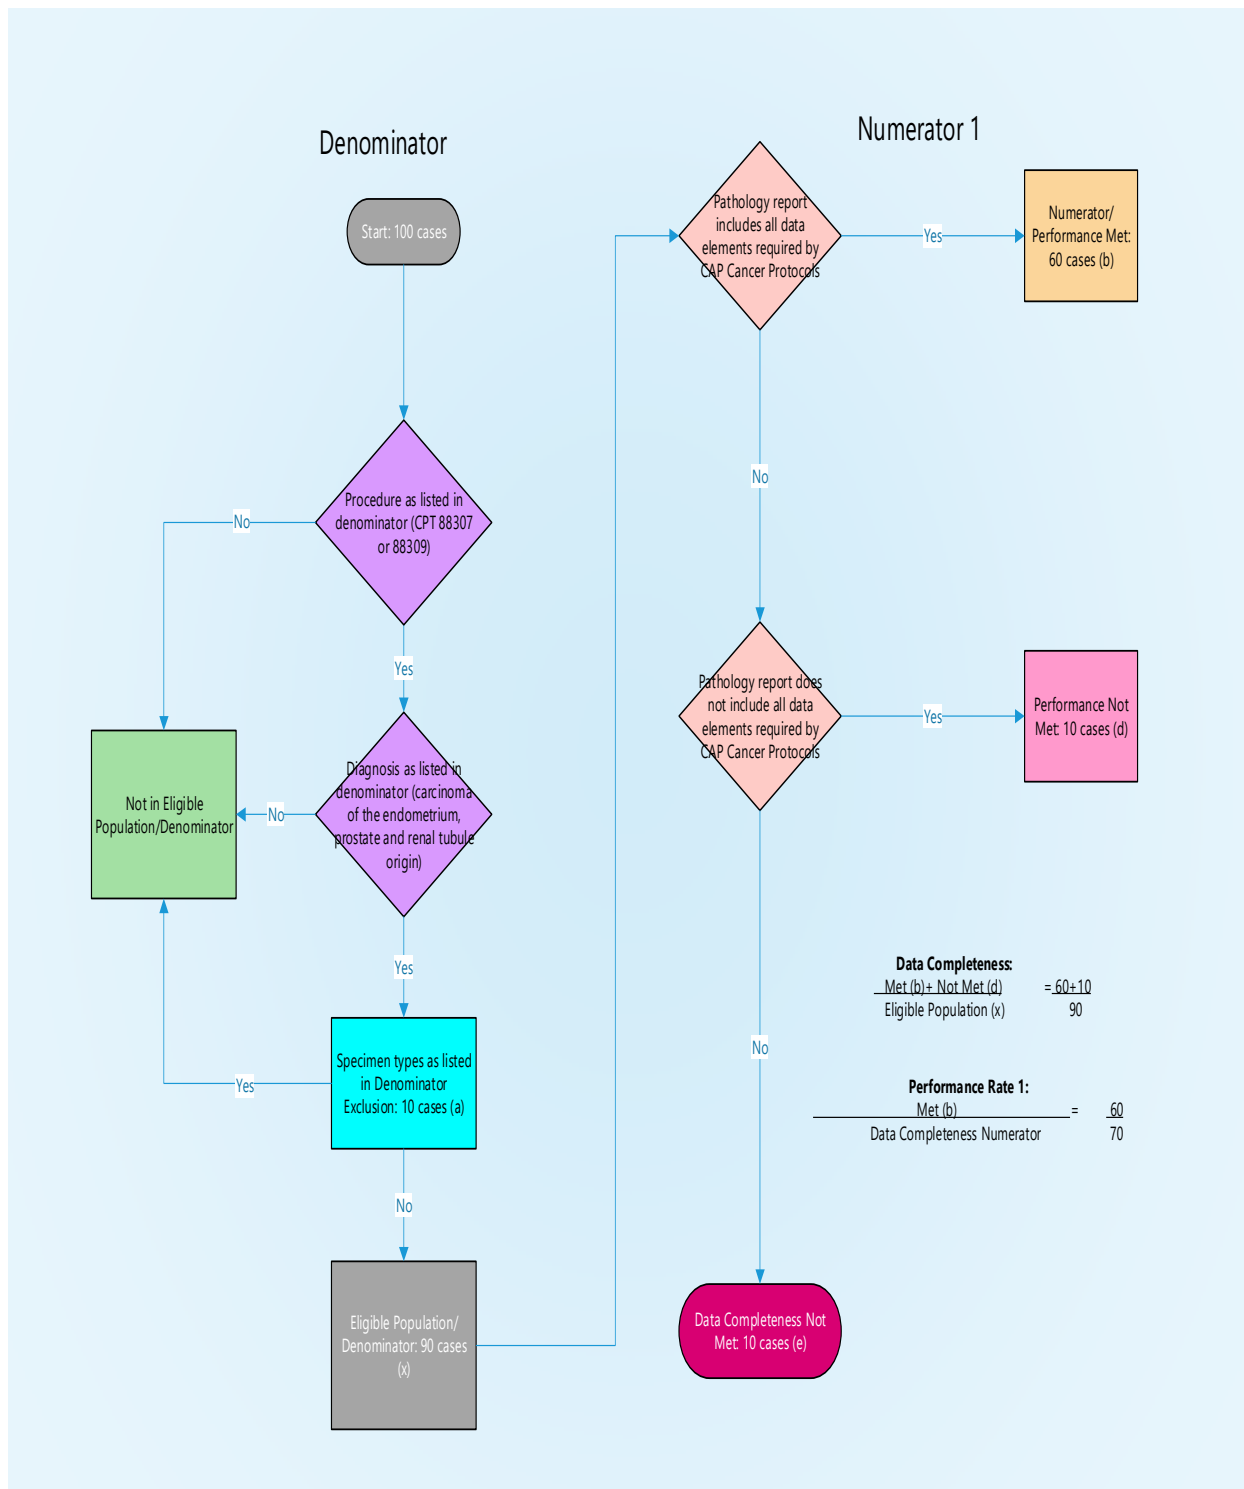 Denominator
Start: 100 cases
Procedure as listed in
denominator (CPT 88307
or 88309)
No
Yes
Diagnosis as listed in
denominator (carcinoma
of the endometrium,
prostate and renal tubule
origin)
No
Not in Eligible
Population/Denominator
Yes
Specimen types as listed
in Denominator
Exclusion: 10 cases (a)
Yes
No
Eligible Population/
Denominator: 90 cases
(x)
Numerator 1
Pathology report
includes all data
elements required by
CAP Cancer Protocols
Yes
Numerator/
Performance Met:
60 cases (b)
No
Pathology report does
not include all data
elements required by
CAP Cancer Protocols
Yes
Performance Not
Met: 10 cases (d)
No
Data Completeness Not
Met: 10 cases (e)
Data Completeness:
Met (b)+ Not Met (d) = 60+10
Eligible Population (x) 90
Performance Rate 1:
Met (b) = 60
Data Completeness Numerator 70